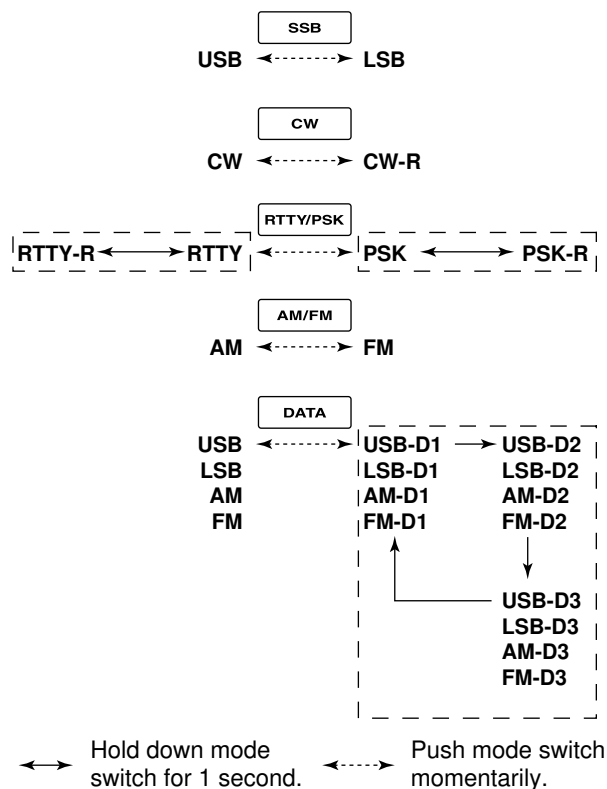 SSB
USB LSB
CW
CW CW-R
RTTY/PSK
RTTY-R RTTY PSK PSK-R
AM/FM
AM FM
DATA
USB USB-D1 USB-D2
LSB LSB-D1 LSB-D2
AM AM-D1 AM-D2
FM FM-D1 FM-D2
USB-D3
LSB-D3
AM-D3
FM-D3
Hold down mode
switch for 1 second.
Push mode switch
momentarily.